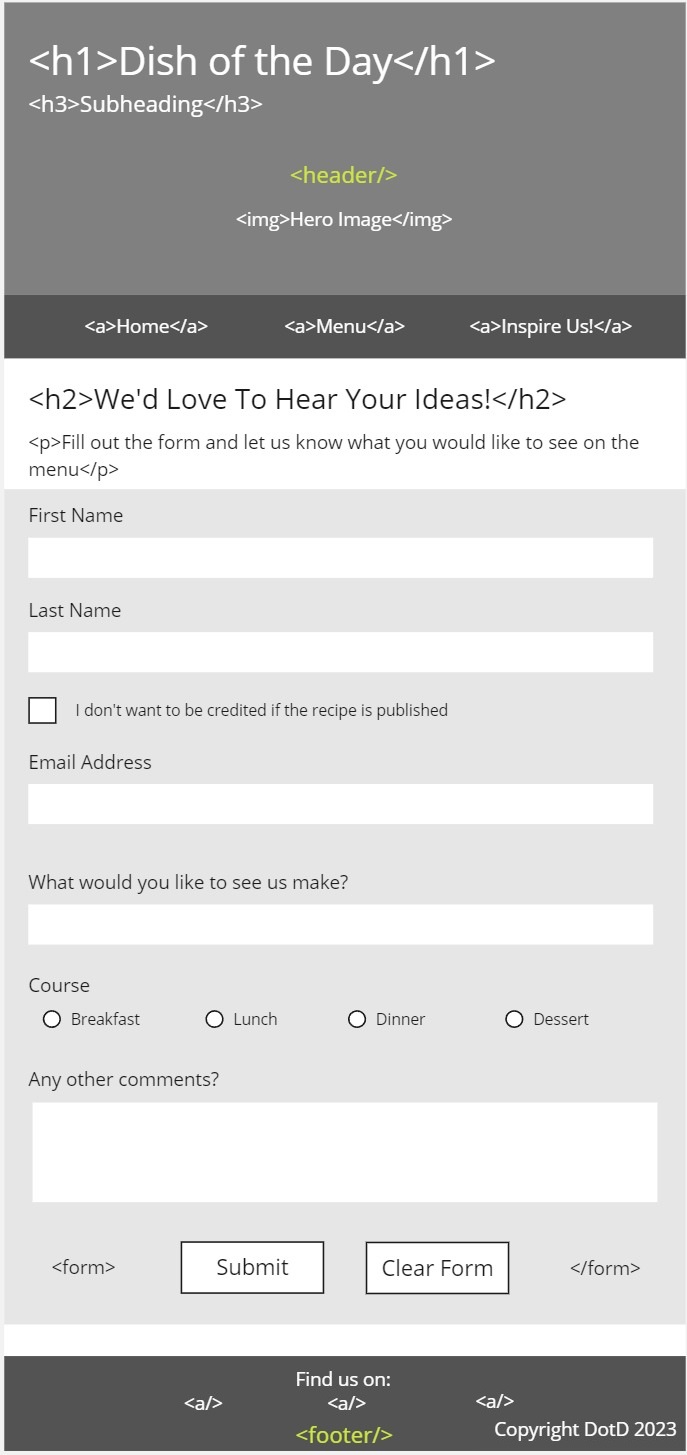 <h1>Dish of the Day</h1>
<h3>Subheading</h3>
<header/>
<img>Hero Image</img>
<a>Home</a> <a>Menu</a> <a>Inspire Us!</a>
<h2>We'd Love To Hear Your Ideas!</h2>
<p>Fill out the form and let us know what you would like to see on the
menu</p>
First Name
Last Name
I don't want to be credited if the recipe is published
Email Address
What would you like to see us make?
Course
Breakfast Lunch Dinner Dessert
Any other comments?
<form> Submit Clear Form </form>
Find us on:
<a/> <a/> <a/>
<footer/> Copyright DotD 2023